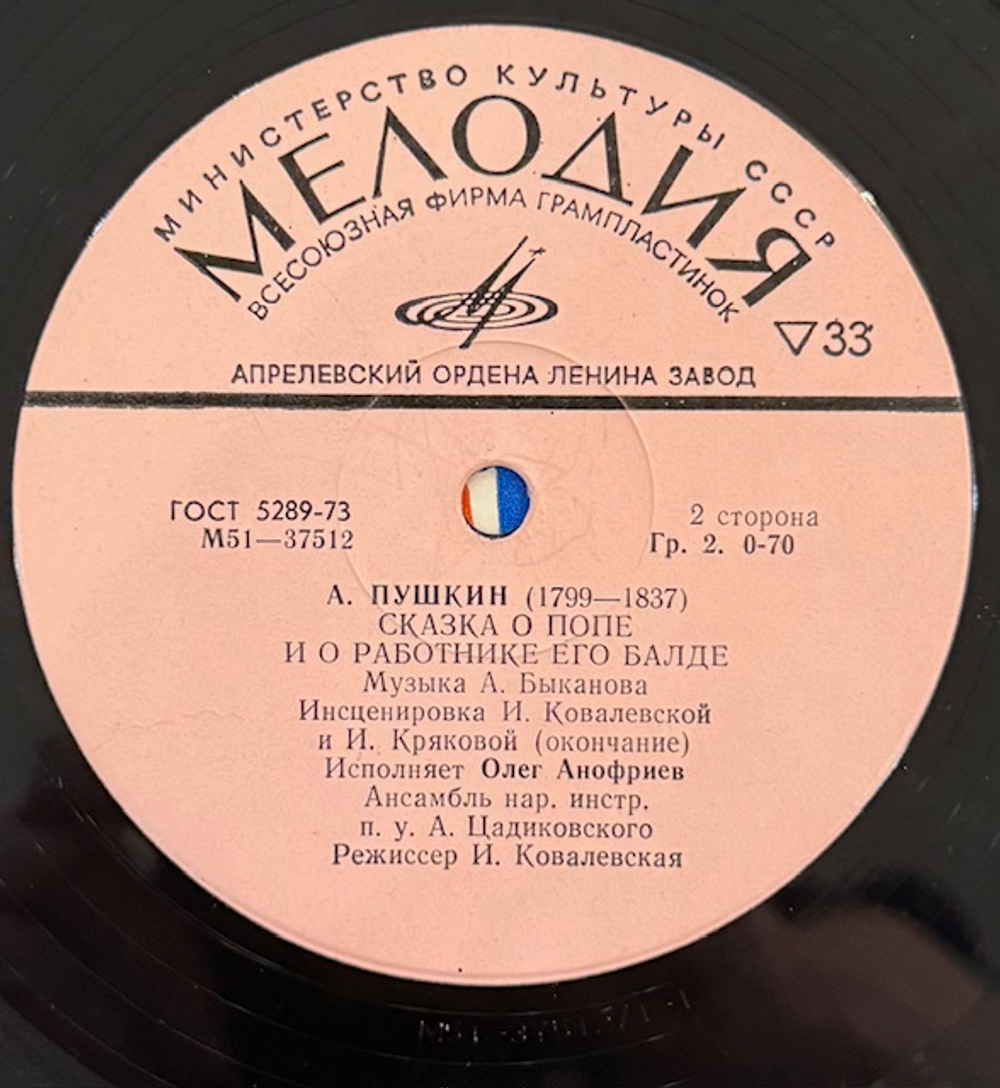 МИНИСТЕРСТВО КУЛЬТУРЫ СССР
МЕЛОДИЯ
ВСЕСОЮЗНАЯ ФИРМА ГРАМПЛАСТИНОК
▽33
АПРЕЛЕВСКИЙ ОРДЕНА ЛЕНИНА ЗАВОД
ГОСТ 5289-73
М51—37512
2 сторона
Гр. 2. 0-70
А. ПУШКИН (1799—1837)
СКАЗКА О ПОПЕ
И О РАБОТНИКЕ ЕГО БАЛДЕ
Музыка А. Быканова
Инсценировка И. Ковалевской
и И. Кряковой (окончание)
Исполняет Олег Анофриев
Ансамбль нар. инстр.
п. у. А. Цадиковского
Режиссер И. Ковалевская